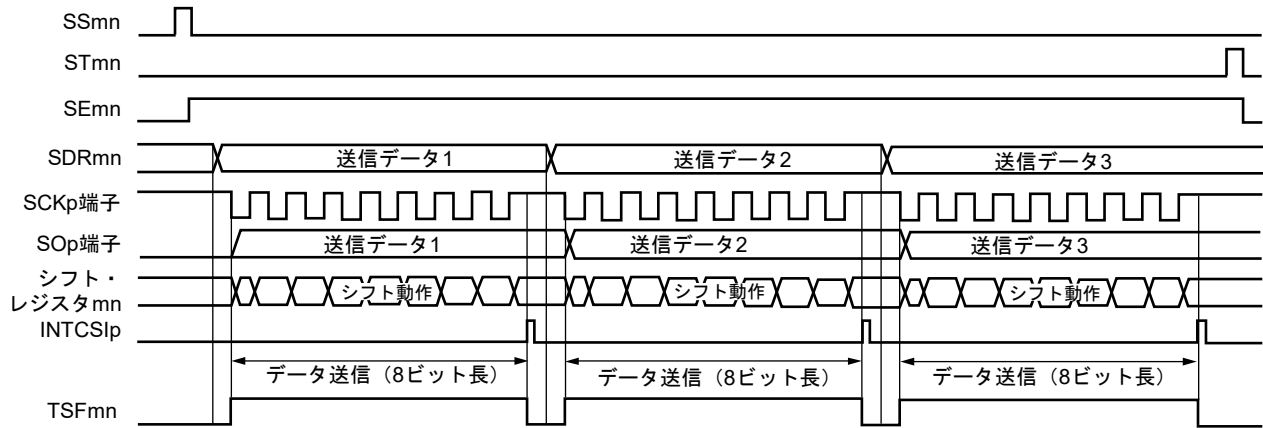 SSmn
STmn
SEmn
SDRmn 送信データ1 送信データ2 送信データ3
SCKp端子
SOp端子 送信データ1 送信データ2 送信データ3
シフト・
レジスタmn シフト動作 シフト動作 シフト動作
INTCSIp
データ送信（8ビット長） データ送信（8ビット長） データ送信（8ビット長）
TSFmn